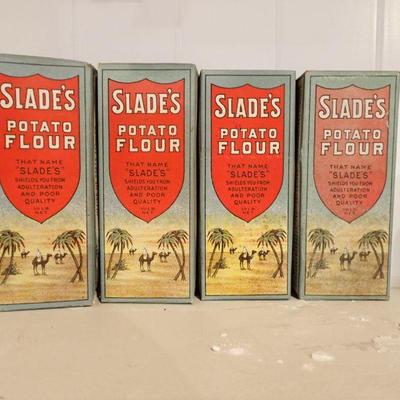 SLADE'S
POTATO
FLOUR
THAT NAME
"SLADE'S"
SHIELDS YOU FROM
ADULTERATION
AND POOR
QUALITY
SLADE'S
POTATO
FLOUR
THAT NAME
"SLADE'S"
SHIELDS YOU FROM
ADULTERATION
AND POOR
QUALITY
SLADE'S
POTATO
FLOUR
THAT NAME
"SLADE'S"
SHIELDS YOU FROM
ADULTERATION
AND POOR
QUALITY
SLADE'S
POTATO
FLOUR
THAT NAME
"SLADE'S"
SHIELDS YOU FROM
ADULTERATION
AND POOR
QUALITY